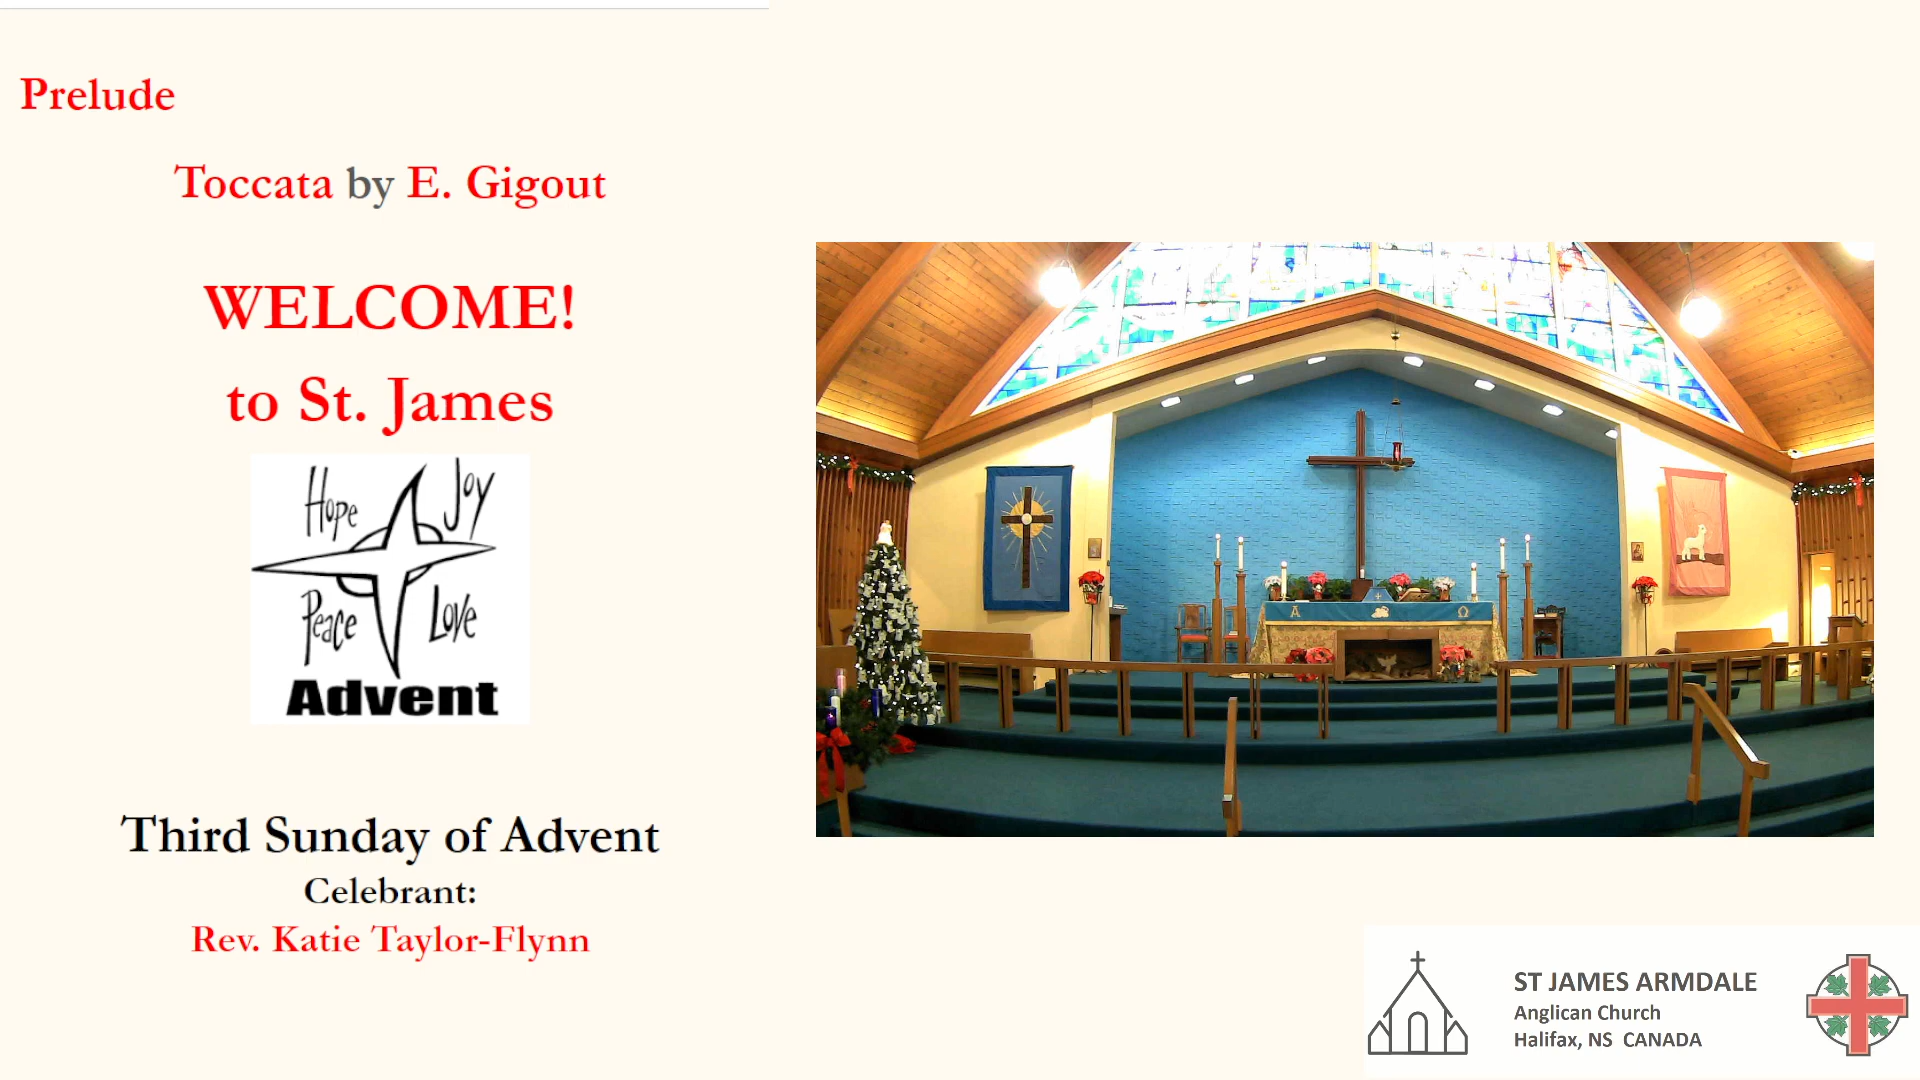 Prelude
Toccata by E. Gigout
WELCOME!
to St. James
Hope Joy
Peace Love
Advent
Third Sunday of Advent
Celebrant:
Rev. Katie Taylor-Flynn
Α Ω
ST JAMES ARMDALE
Anglican Church
Halifax, NS CANADA